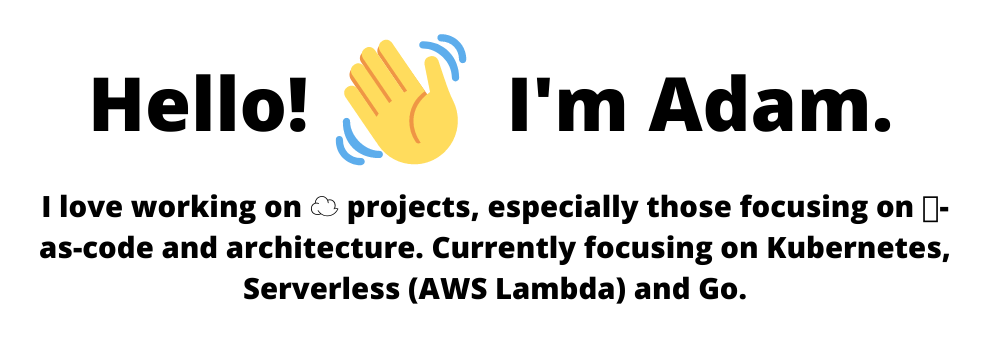 Hello! 👋 I'm Adam.
I love working on ☁ projects, especially those focusing on ▯-
as-code and architecture. Currently focusing on Kubernetes,
Serverless (AWS Lambda) and Go.